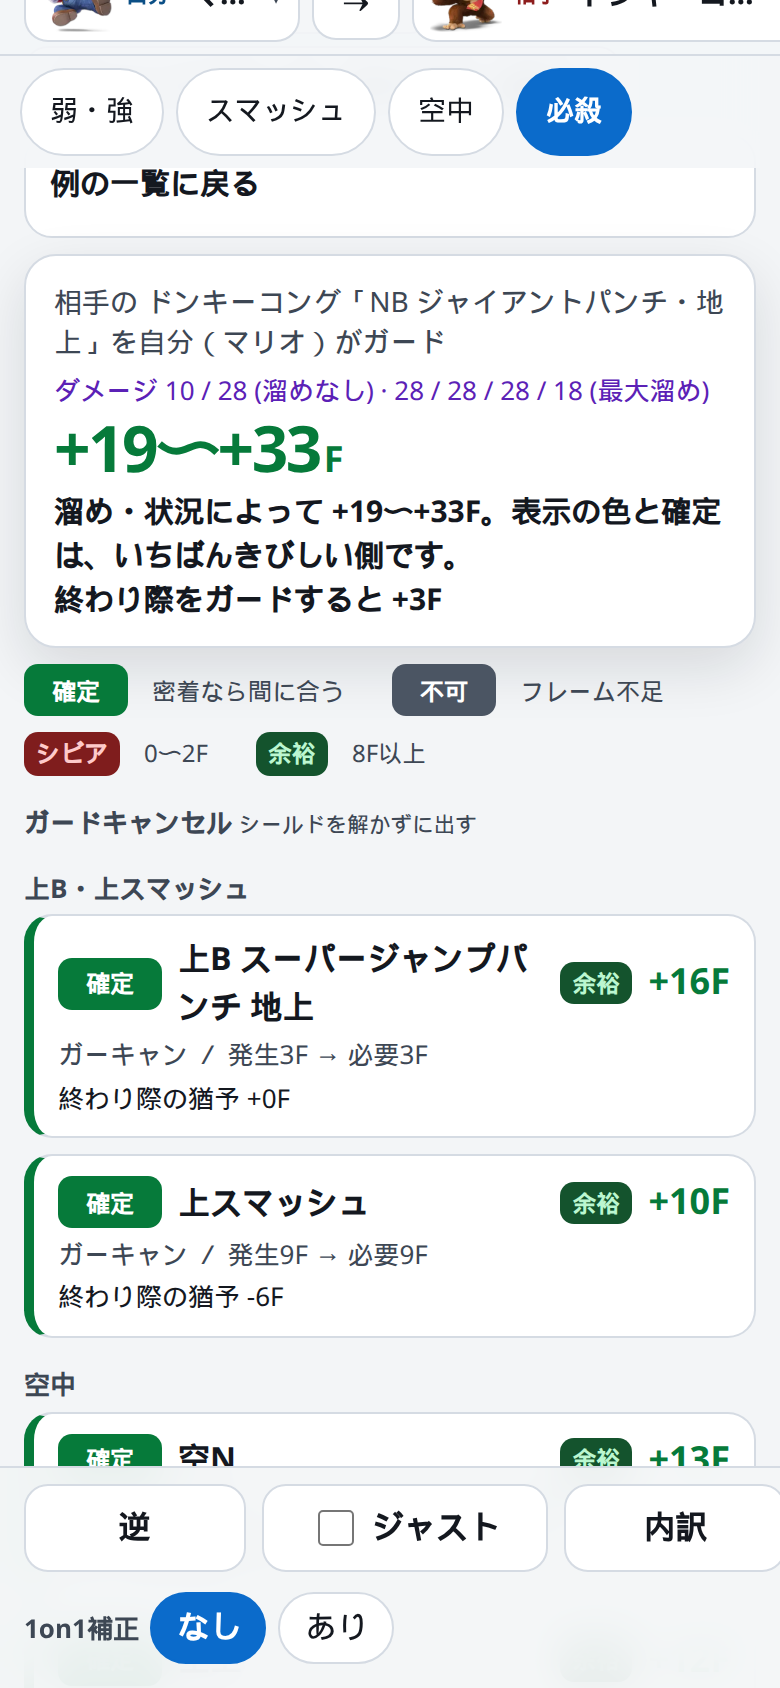 弱・強
スマッシュ
空中
必殺
例の一覧に戻る
相手の ドンキーコング「NB ジャイアントパンチ・地
上」を自分（マリオ）がガード
ダメージ 10 / 28 (溜めなし) · 28 / 28 / 28 / 18 (最大溜め)
+19〜+33F
溜め・状況によって +19〜+33F。表示の色と確定
は、いちばんきびしい側です。
終わり際をガードすると +3F
確定 密着なら間に合う 不可 フレーム不足
シビア 0〜2F 余裕 8F以上
ガードキャンセル シールドを解かずに出す
上B・上スマッシュ
確定 上B スーパージャンプパ
ンチ 地上 余裕 +16F
ガーキャン / 発生3F → 必要3F
終わり際の猶予 +0F
確定 上スマッシュ 余裕 +10F
ガーキャン / 発生9F → 必要9F
終わり際の猶予 -6F
空中
確定 空N 余裕 +13F
逆
ジャスト
内訳
1on1補正 なし あり